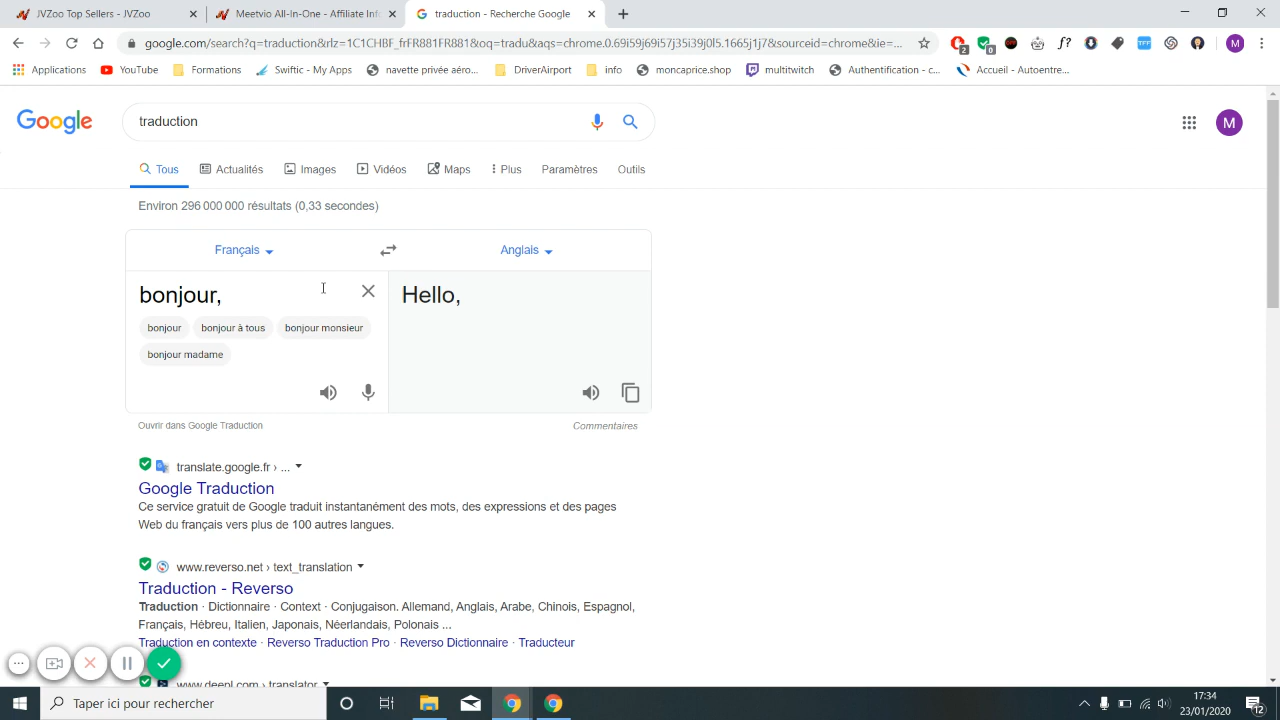 JVZoo Top Sellers - JVZoo
Meetvio All-In-One - Affiliate Info
traduction - Recherche Google
google.com/search?q=traduction&rlz=1C1CHBF_frFR881FR881&oq=tradu&aqs=chrome.0.69i59j69i57j35i39j0l5.1665j1j7&sourceid=chrome&ie=...
2
0
f?
TFF
M
Applications
YouTube
Formations
Swiftic - My Apps
navette privée aéro...
DriverAirport
info
moncaprice.shop
multitwitch
Authentification - c...
Accueil - Autoentre...
Google
traduction
M
Tous
Actualités
Images
Vidéos
Maps
Plus
Paramètres
Outils
Environ 296 000 000 résultats (0,33 secondes)
Français
Anglais
bonjour,
Hello,
bonjour
bonjour à tous
bonjour monsieur
bonjour madame
Ouvrir dans Google Traduction
Commentaires
translate.google.fr › ...
Google Traduction
Ce service gratuit de Google traduit instantanément des mots, des expressions et des pages
Web du français vers plus de 100 autres langues.
www.reverso.net › text_translation
Traduction - Reverso
Traduction · Dictionnaire · Context · Conjugaison. Allemand, Anglais, Arabe, Chinois, Espagnol,
Français, Hébreu, Italien, Japonais, Néerlandais, Polonais ...
Traduction en contexte · Reverso Traduction Pro · Reverso Dictionnaire · Traducteur
www.deepl.com › translator
Taper ici pour rechercher
17:34
23/01/2020
12